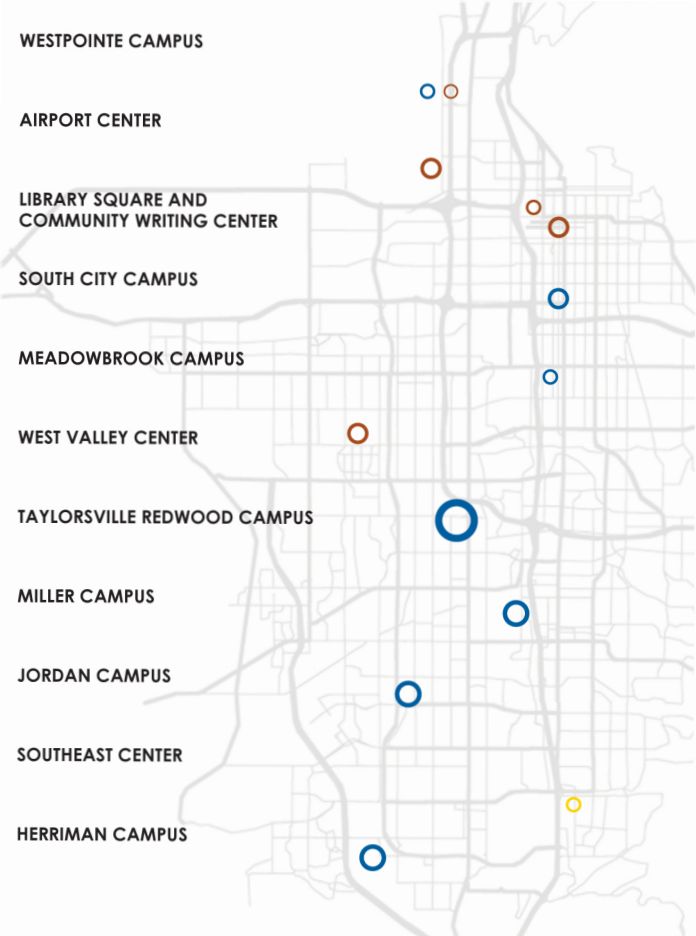 WESTPOINTE CAMPUS
AIRPORT CENTER
LIBRARY SQUARE AND
COMMUNITY WRITING CENTER
SOUTH CITY CAMPUS
MEADOWBROOK CAMPUS
WEST VALLEY CENTER
TAYLORSVILLE REDWOOD CAMPUS
MILLER CAMPUS
JORDAN CAMPUS
SOUTHEAST CENTER
HERRIMAN CAMPUS